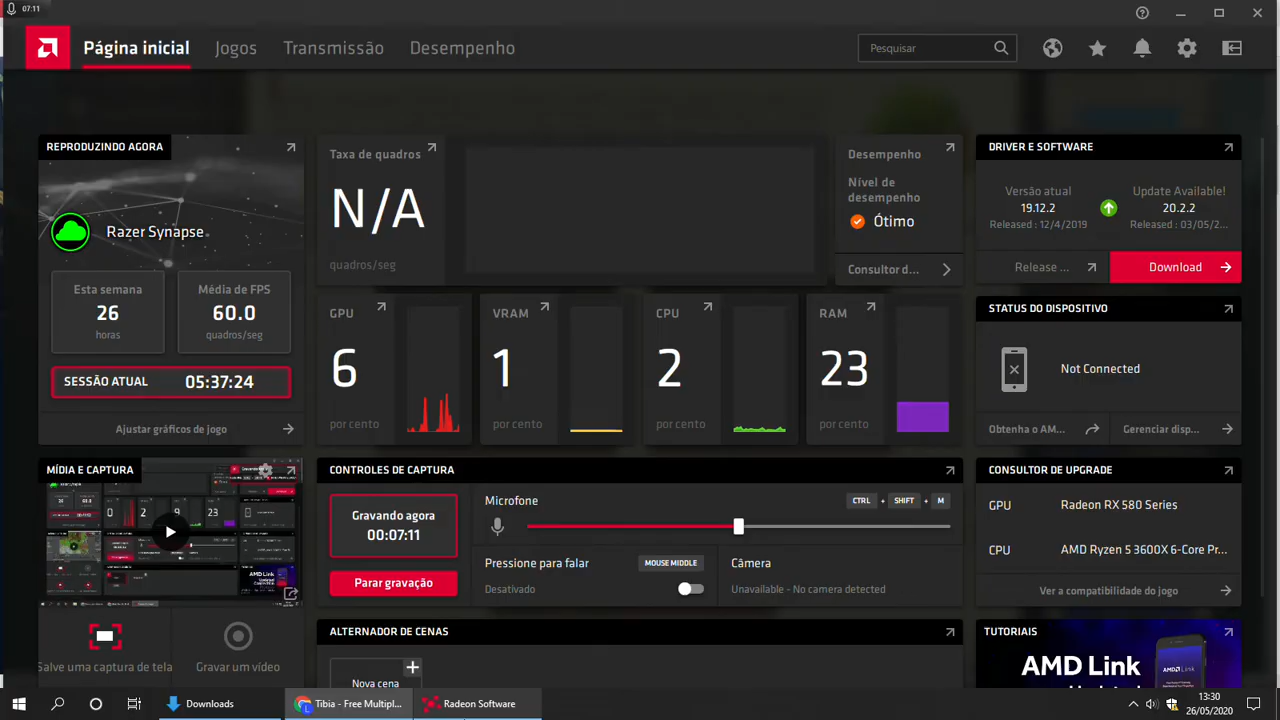 07:11
Página inicial
Jogos
Transmissão
Desempenho
Pesquisar
REPRODUZINDO AGORA
Razer Synapse
Esta semana
26
horas
Média de FPS
60.0
quadros/seg
SESSÃO ATUAL 05:37:24
Ajustar gráficos de jogo
Taxa de quadros
N/A
quadros/seg
Desempenho
Nível de
desempenho
Ótimo
Consultor d...
GPU
6
por cento
VRAM
1
por cento
CPU
2
por cento
RAM
23
por cento
DRIVER E SOFTWARE
Versão atual
19.12.2
Released : 12/4/2019
Update Available!
20.2.2
Released : 03/05/2...
Release ...
Download
STATUS DO DISPOSITIVO
Not Connected
Obtenha o AM...
Gerenciar disp...
MÍDIA E CAPTURA
Salve uma captura de tela
Gravar um vídeo
CONTROLES DE CAPTURA
Gravando agora
00:07:11
Parar gravação
Microfone
CTRL + SHIFT + M
Pressione para falar
MOUSE MIDDLE
Desativado
Câmera
Unavailable - No camera detected
CONSULTOR DE UPGRADE
GPU Radeon RX 580 Series
CPU AMD Ryzen 5 3600X 6-Core Pr...
Ver a compatibilidade do jogo
ALTERNADOR DE CENAS
Nova cena
TUTORIAIS
AMD Link
Downloads
Tibia - Free Multipl...
Radeon Software
13:30
26/05/2020